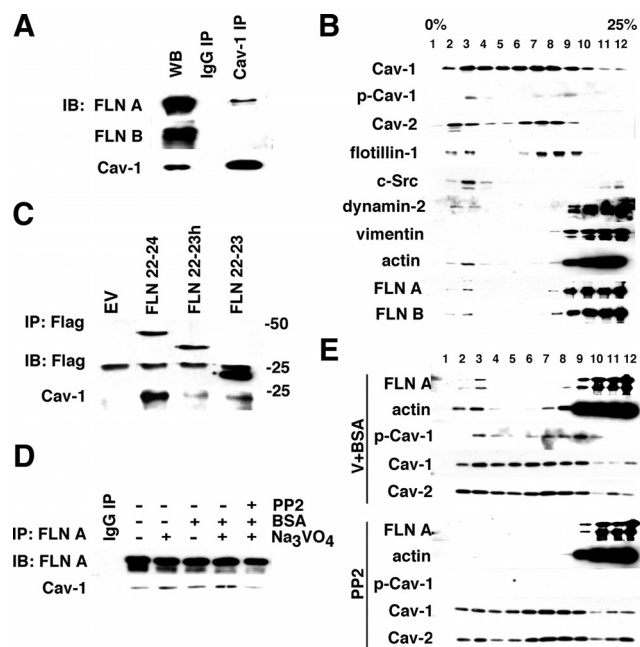 A
WB
IgG IP
Cav-1 IP
IB: FLN A
FLN B
Cav-1
B
0% 25%
1 2 3 4 5 6 7 8 9 10 11 12
Cav-1
p-Cav-1
Cav-2
flotillin-1
c-Src
dynamin-2
vimentin
actin
FLN A
FLN B
C
EV
FLN 22-24
FLN 22-23h
FLN 22-23
IP: Flag
-50
IB: Flag
-25
Cav-1
-25
D
IgG IP
- - - - + PP2
- - + + + BSA
IP: FLN A - + - + + Na3VO4
IB: FLN A
Cav-1
E
1 2 3 4 5 6 7 8 9 10 11 12
V+BSA
FLN A
actin
p-Cav-1
Cav-1
Cav-2
PP2
FLN A
actin
p-Cav-1
Cav-1
Cav-2